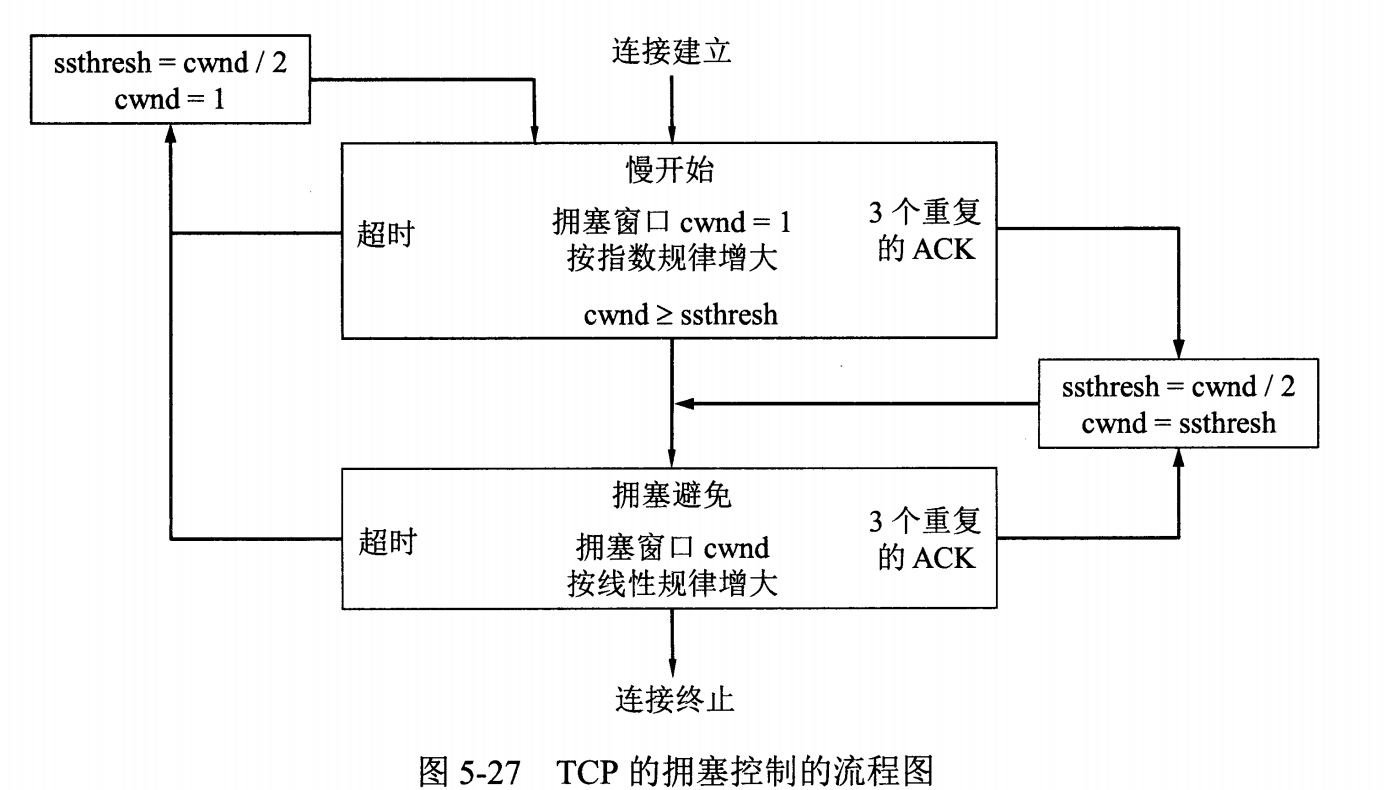 连接建立
ssthresh = cwnd / 2
cwnd = 1
慢开始
超时
拥塞窗口 cwnd = 1
按指数规律增大
3 个重复
的 ACK
cwnd ≥ ssthresh
ssthresh = cwnd / 2
cwnd = ssthresh
拥塞避免
超时
拥塞窗口 cwnd
按线性规律增大
3 个重复
的 ACK
连接终止
图 5-27 TCP 的拥塞控制的流程图